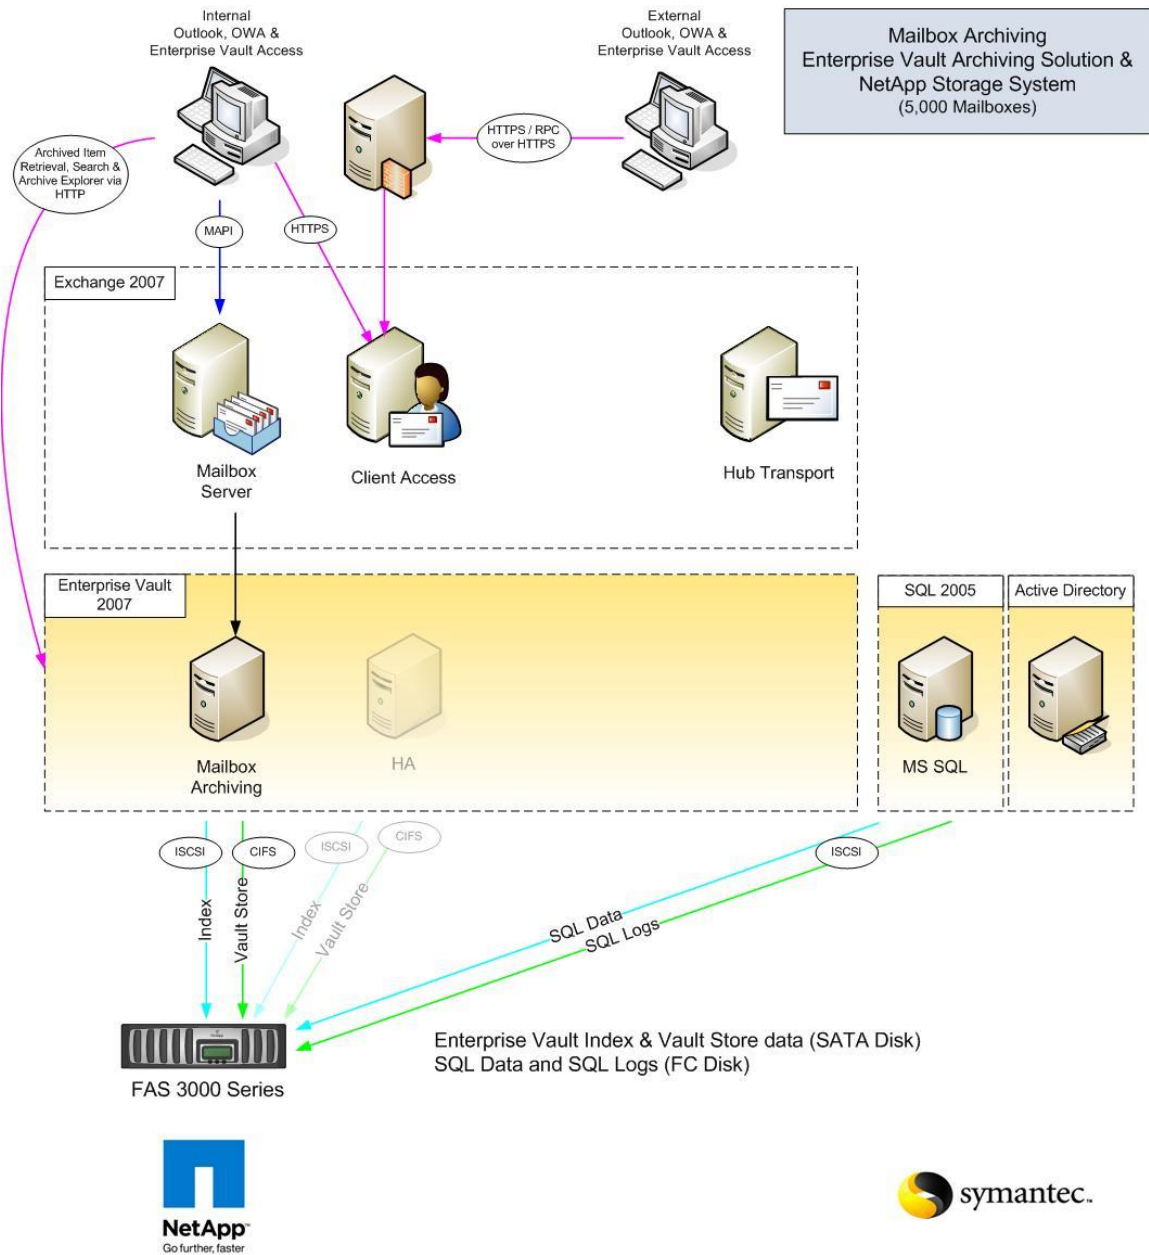 Internal
Outlook, OWA &
Enterprise Vault Access
External
Outlook, OWA &
Enterprise Vault Access
Mailbox Archiving
Enterprise Vault Archiving Solution &
NetApp Storage System
(5,000 Mailboxes)
HTTPS / RPC
over HTTPS
Archived Item
Retrieval, Search &
Archive Explorer via
HTTP
MAPI
HTTPS
Exchange 2007
Mailbox
Server
Client Access
Hub Transport
Enterprise Vault
2007
SQL 2005
Active Directory
Mailbox
Archiving
HA
MS SQL
ISCSI
CIFS
ISCSI
CIFS
ISCSI
Index
Vault Store
Index
Vault Store
SQL Data
SQL Logs
FAS 3000 Series
Enterprise Vault Index & Vault Store data (SATA Disk)
SQL Data and SQL Logs (FC Disk)
NetApp™
Go further, faster
symantec™